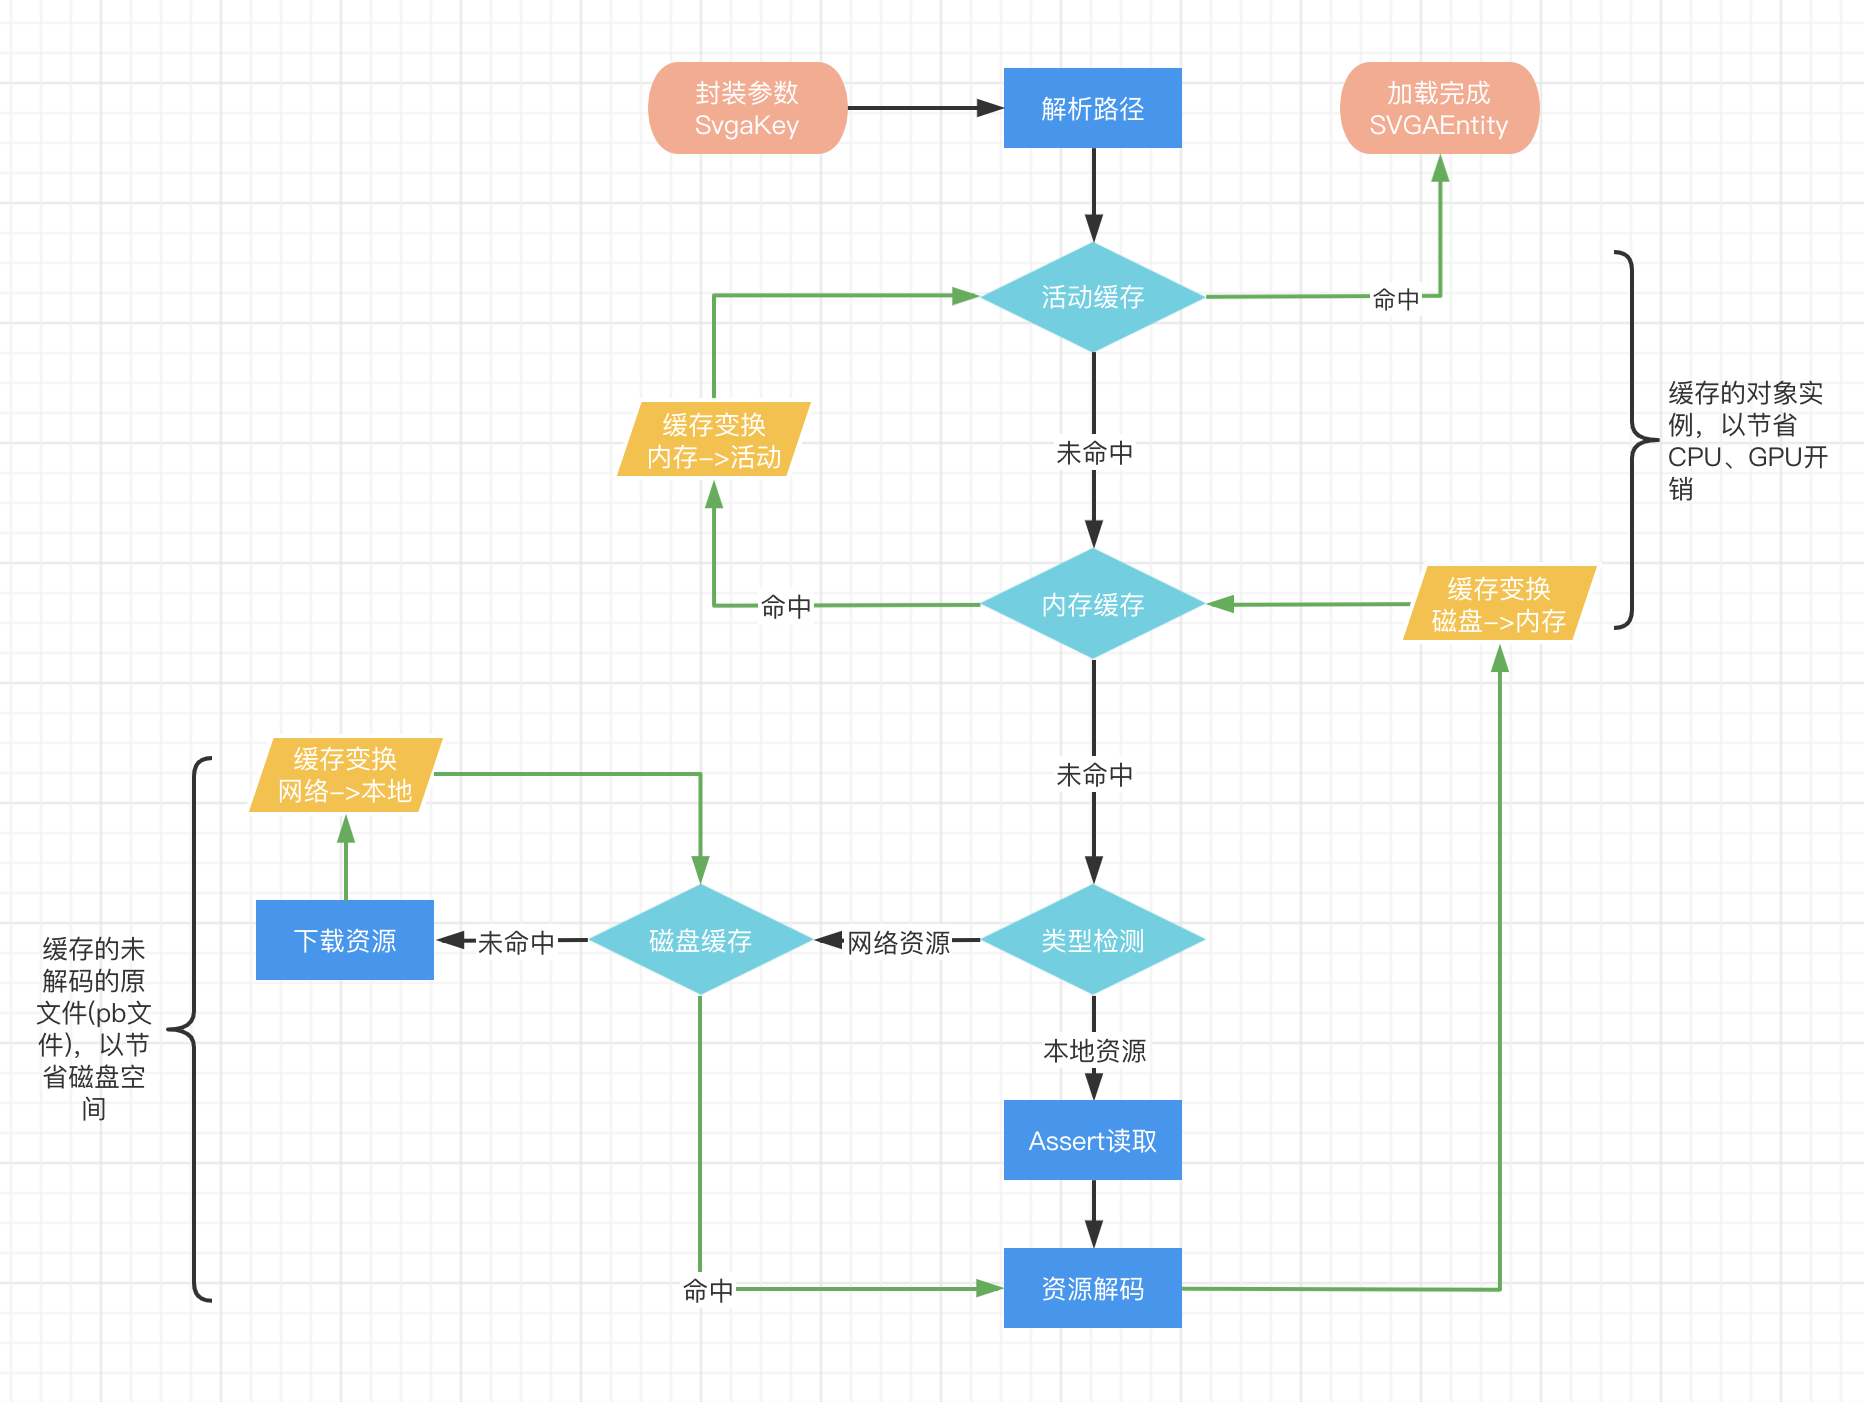 封装参数
SvgaKey
解析路径
加载完成
SVGAEntity
活动缓存
命中
缓存变换
内存->活动
未命中
缓存的对象实
例，以节省
CPU、GPU开
销
命中
内存缓存
缓存变换
磁盘->内存
缓存变换
网络->本地
未命中
下载资源
未命中
磁盘缓存
网络资源
类型检测
缓存的未
解码的原
文件(pb文
件)，以节
省磁盘空
间
本地资源
Assert读取
命中
资源解码